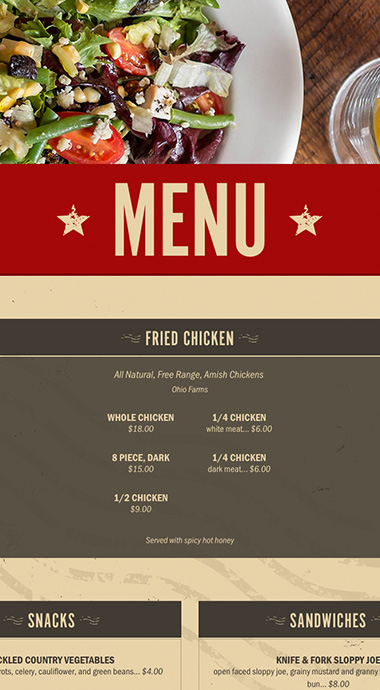 MENU
FRIED CHICKEN
All Natural, Free Range, Amish Chickens
Ohio Farms
WHOLE CHICKEN
$18.00
1/4 CHICKEN
white meat... $6.00
8 PIECE, DARK
$15.00
1/4 CHICKEN
dark meat... $6.00
1/2 CHICKEN
$9.00
Served with spicy hot honey
SNACKS
CKLED COUNTRY VEGETABLES
rots, celery, cauliflower, and green beans... $4.00
SANDWICHES
KNIFE & FORK SLOPPY JOE
open faced sloppy joe, grainy mustard and granny
bun... $8.00